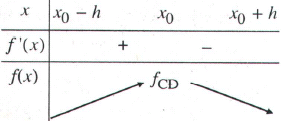 x x₀ − h x₀ x₀ + h
f '(x) + −
f(x) f_CD